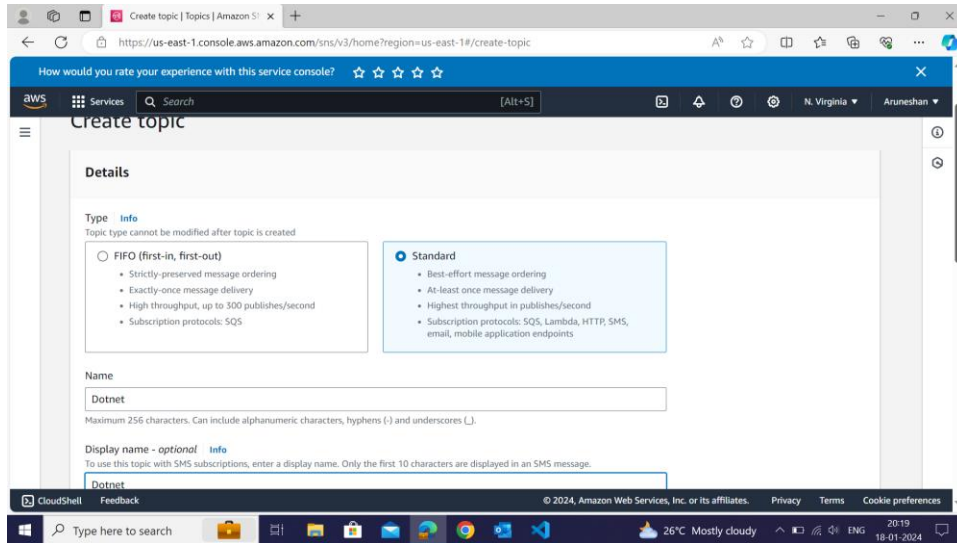 Create topic | Topics | Amazon S
https://us-east-1.console.aws.amazon.com/sns/v3/home?region=us-east-1#/create-topic
How would you rate your experience with this service console?
aws Services Search [Alt+S] N. Virginia Aruneshan
Create topic
Details
Type Info
Topic type cannot be modified after topic is created
FIFO (first-in, first-out)
• Strictly-preserved message ordering
• Exactly-once message delivery
• High throughput, up to 300 publishes/second
• Subscription protocols: SQS
Standard
• Best-effort message ordering
• At-least once message delivery
• Highest throughput in publishes/second
• Subscription protocols: SQS, Lambda, HTTP, SMS,
email, mobile application endpoints
Name
Dotnet
Maximum 256 characters. Can include alphanumeric characters, hyphens (-) and underscores (_).
Display name - optional Info
To use this topic with SMS subscriptions, enter a display name. Only the first 10 characters are displayed in an SMS message.
Dotnet
CloudShell Feedback © 2024, Amazon Web Services, Inc. or its affiliates. Privacy Terms Cookie preferences
Type here to search 26°C Mostly cloudy ENG 20:19
18-01-2024